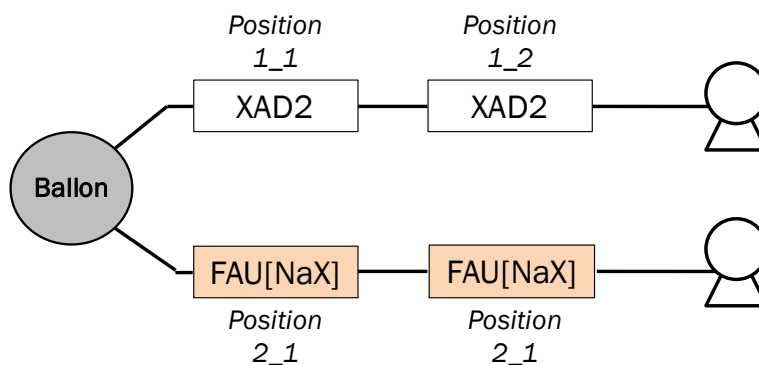 Position
1_1
Position
1_2
XAD2
XAD2
Ballon
FAU[NaX]
FAU[NaX]
Position
2_1
Position
2_1